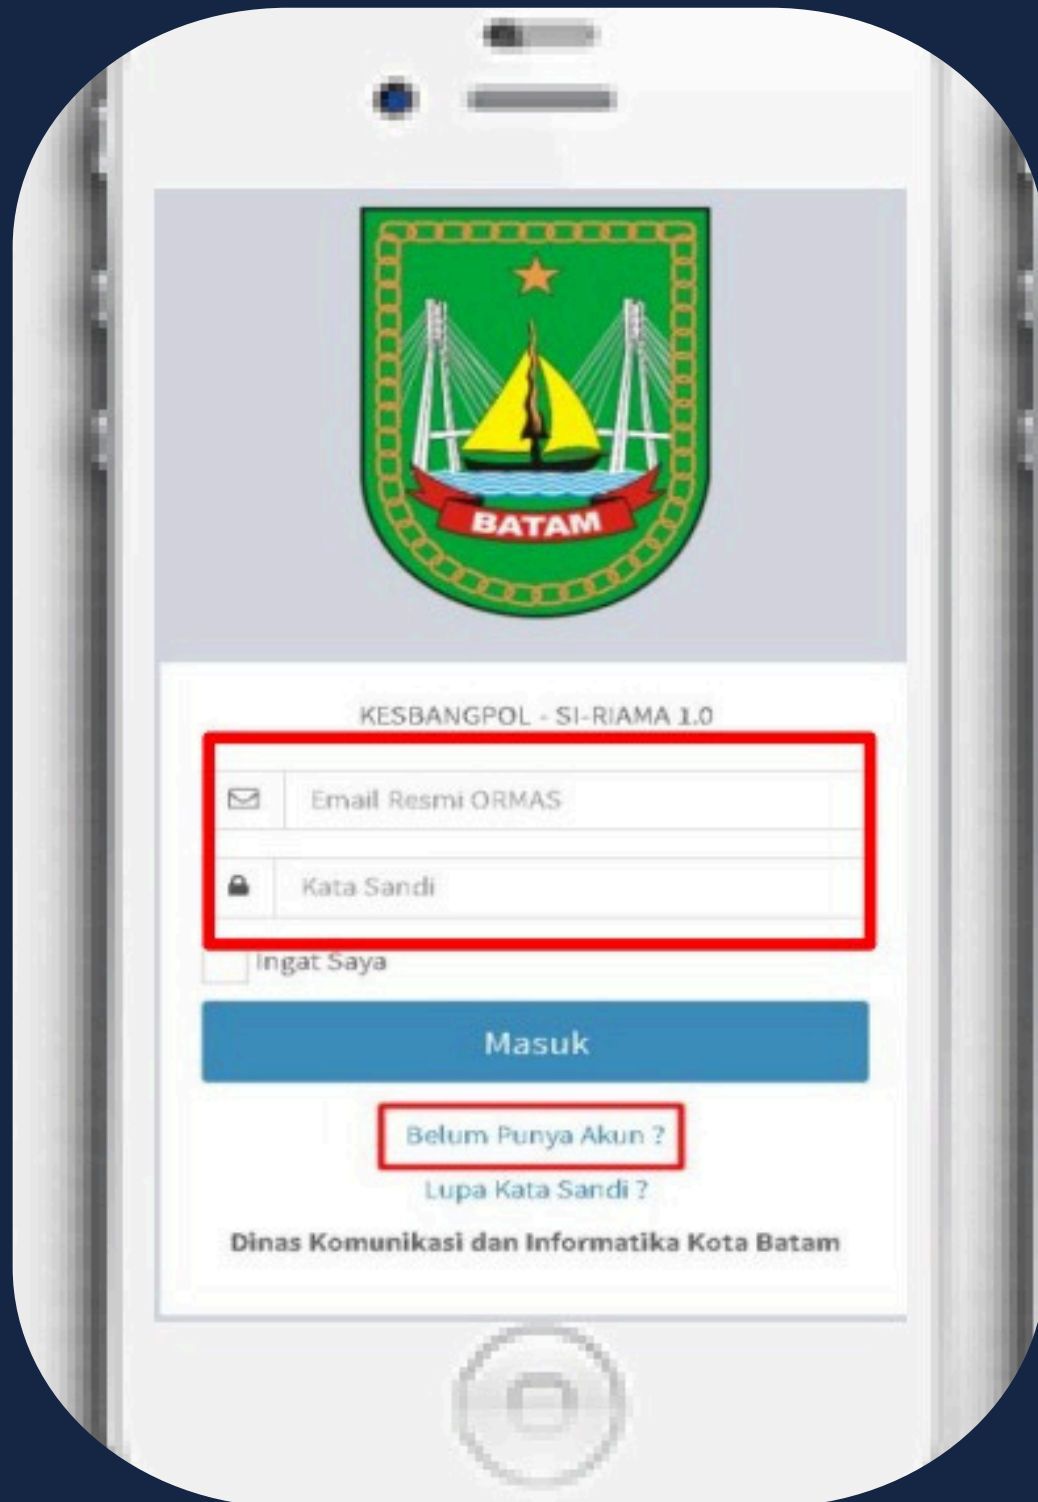 BATAM
KESBANGPOL - SI-RIAMA 1.0
Email Resmi ORMAS
Kata Sandi
Ingat Saya
Masuk
Belum Punya Akun ?
Lupa Kata Sandi ?
Dinas Komunikasi dan Informatika Kota Batam